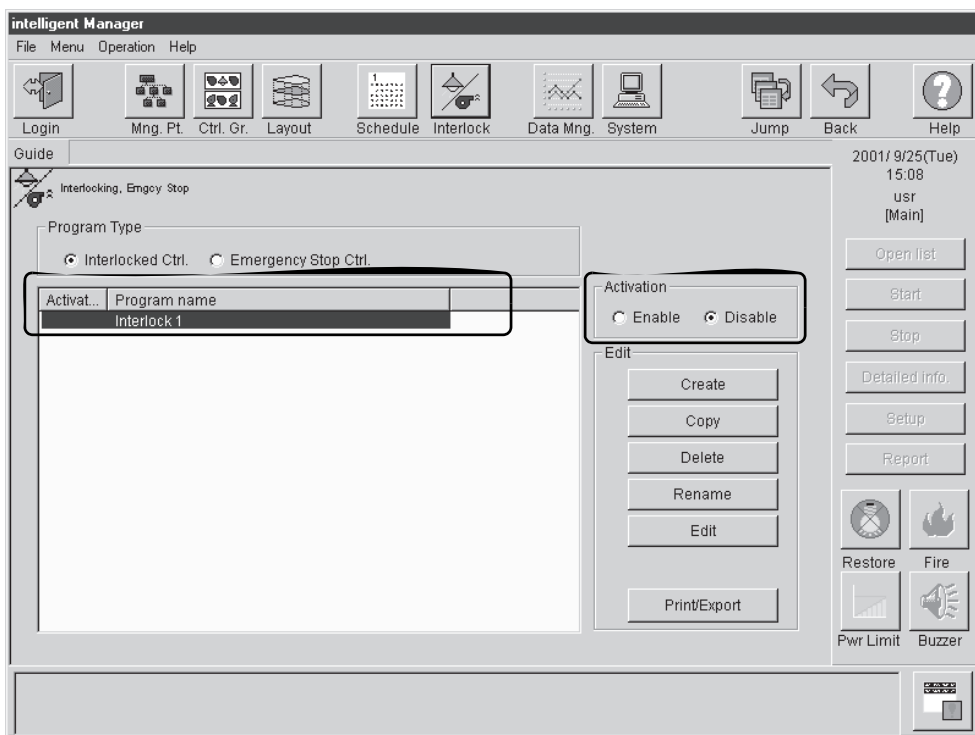 intelligent Manager
File Menu Operation Help
Login Mng. Pt. Ctrl. Gr. Layout Schedule Interlock Data Mng. System Jump Back Help
Guide
2001/ 9/25(Tue)
15:08
usr
[Main]
Interlocking, Emgcy Stop
Program Type
Interlocked Ctrl. Emergency Stop Ctrl.
Activat... Program name
Interlock 1
Activation
Enable Disable
Edit
Create
Copy
Delete
Rename
Edit
Print/Export
Open list
Start
Stop
Detailed info.
Setup
Report
Restore Fire
Pwr Limit Buzzer